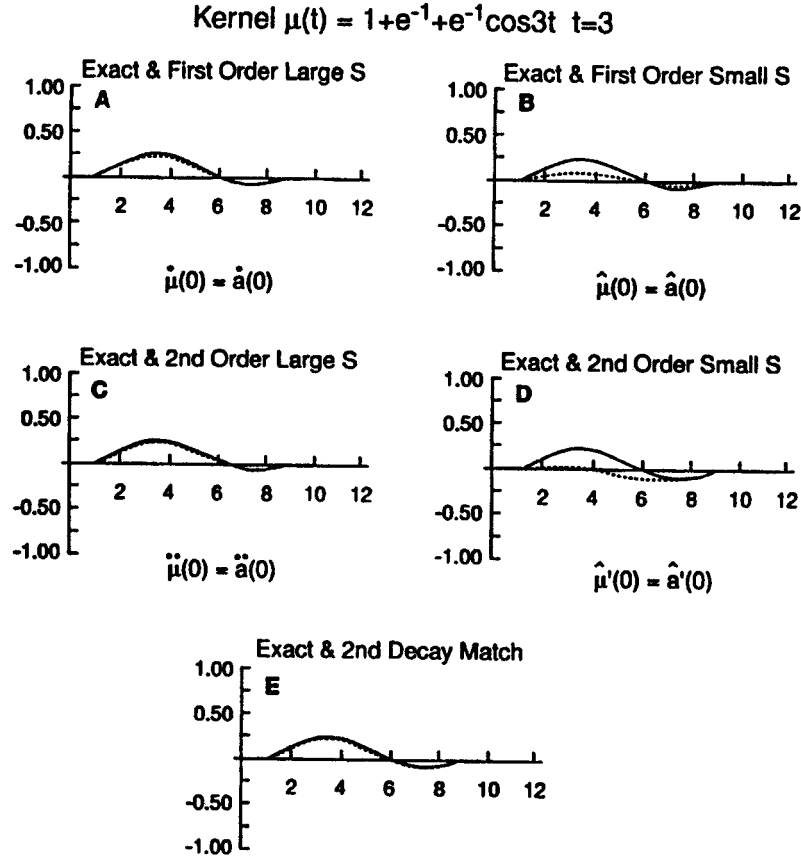 Kernel μ(t) = 1+e⁻¹+e⁻¹cos3t t=3
Exact & First Order Large S
A
1.00
0.50
-0.50
-1.00
2 4 6 8 10 12
μ̇(0) = ȧ(0)
Exact & First Order Small S
B
1.00
0.50
-0.50
-1.00
2 4 6 8 10 12
μ̂(0) = â(0)
Exact & 2nd Order Large S
C
1.00
0.50
-0.50
-1.00
2 4 6 8 10 12
μ̈(0) = ä(0)
Exact & 2nd Order Small S
D
1.00
0.50
-0.50
-1.00
2 4 6 8 10 12
μ̂'(0) = â'(0)
Exact & 2nd Decay Match
E
1.00
0.50
-0.50
-1.00
2 4 6 8 10 12